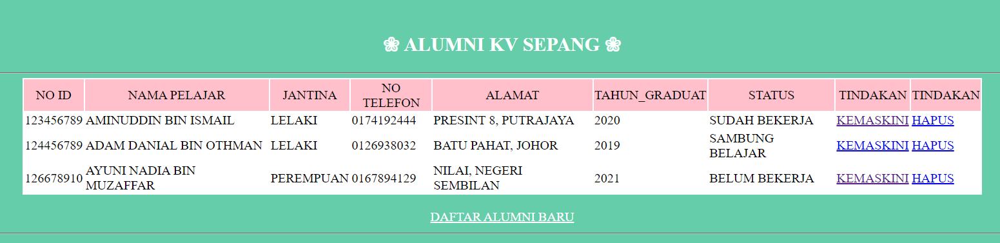 ❀ ALUMNI KV SEPANG ❀
NO ID NAMA PELAJAR JANTINA NO TELEFON ALAMAT TAHUN_GRADUAT STATUS TINDAKAN TINDAKAN
123456789 AMINUDDIN BIN ISMAIL LELAKI 0174192444 PRESINT 8, PUTRAJAYA 2020 SUDAH BEKERJA KEMASKINI HAPUS
124456789 ADAM DANIAL BIN OTHMAN LELAKI 0126938032 BATU PAHAT, JOHOR 2019 SAMBUNG BELAJAR KEMASKINI HAPUS
126678910 AYUNI NADIA BIN MUZAFFAR PEREMPUAN 0167894129 NILAI, NEGERI SEMBILAN 2021 BELUM BEKERJA KEMASKINI HAPUS
DAFTAR ALUMNI BARU